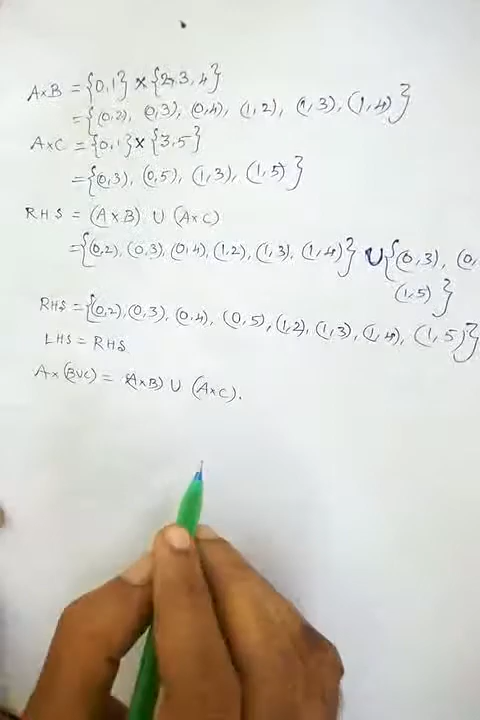 A×B = {0,1} × {2,3,4}
= {(0,2), (0,3), (0,4), (1,2), (1,3), (1,4)}
A×C = {0,1} × {3,5}
= {(0,3), (0,5), (1,3), (1,5)}
RHS = (A×B) ∪ (A×C)
= {(0,2), (0,3), (0,4), (1,2), (1,3), (1,4)} ∪ {(0,3), (0,
(1,5)}
RHS = {(0,2), (0,3), (0,4), (0,5), (1,2), (1,3), (1,4), (1,5)}
LHS = RHS
A×(B∪C) = (A×B) ∪ (A×C).